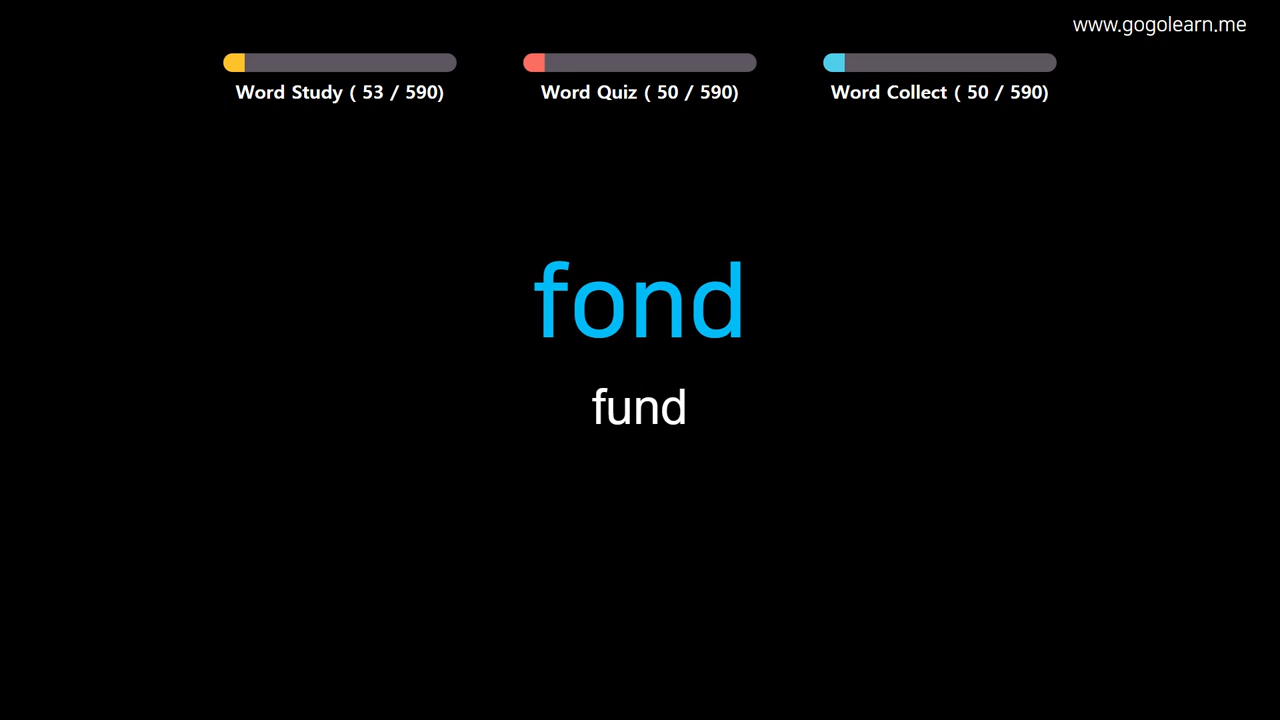 www.gogolearn.me
Word Study ( 53 / 590)
Word Quiz ( 50 / 590)
Word Collect ( 50 / 590)
fond
fund